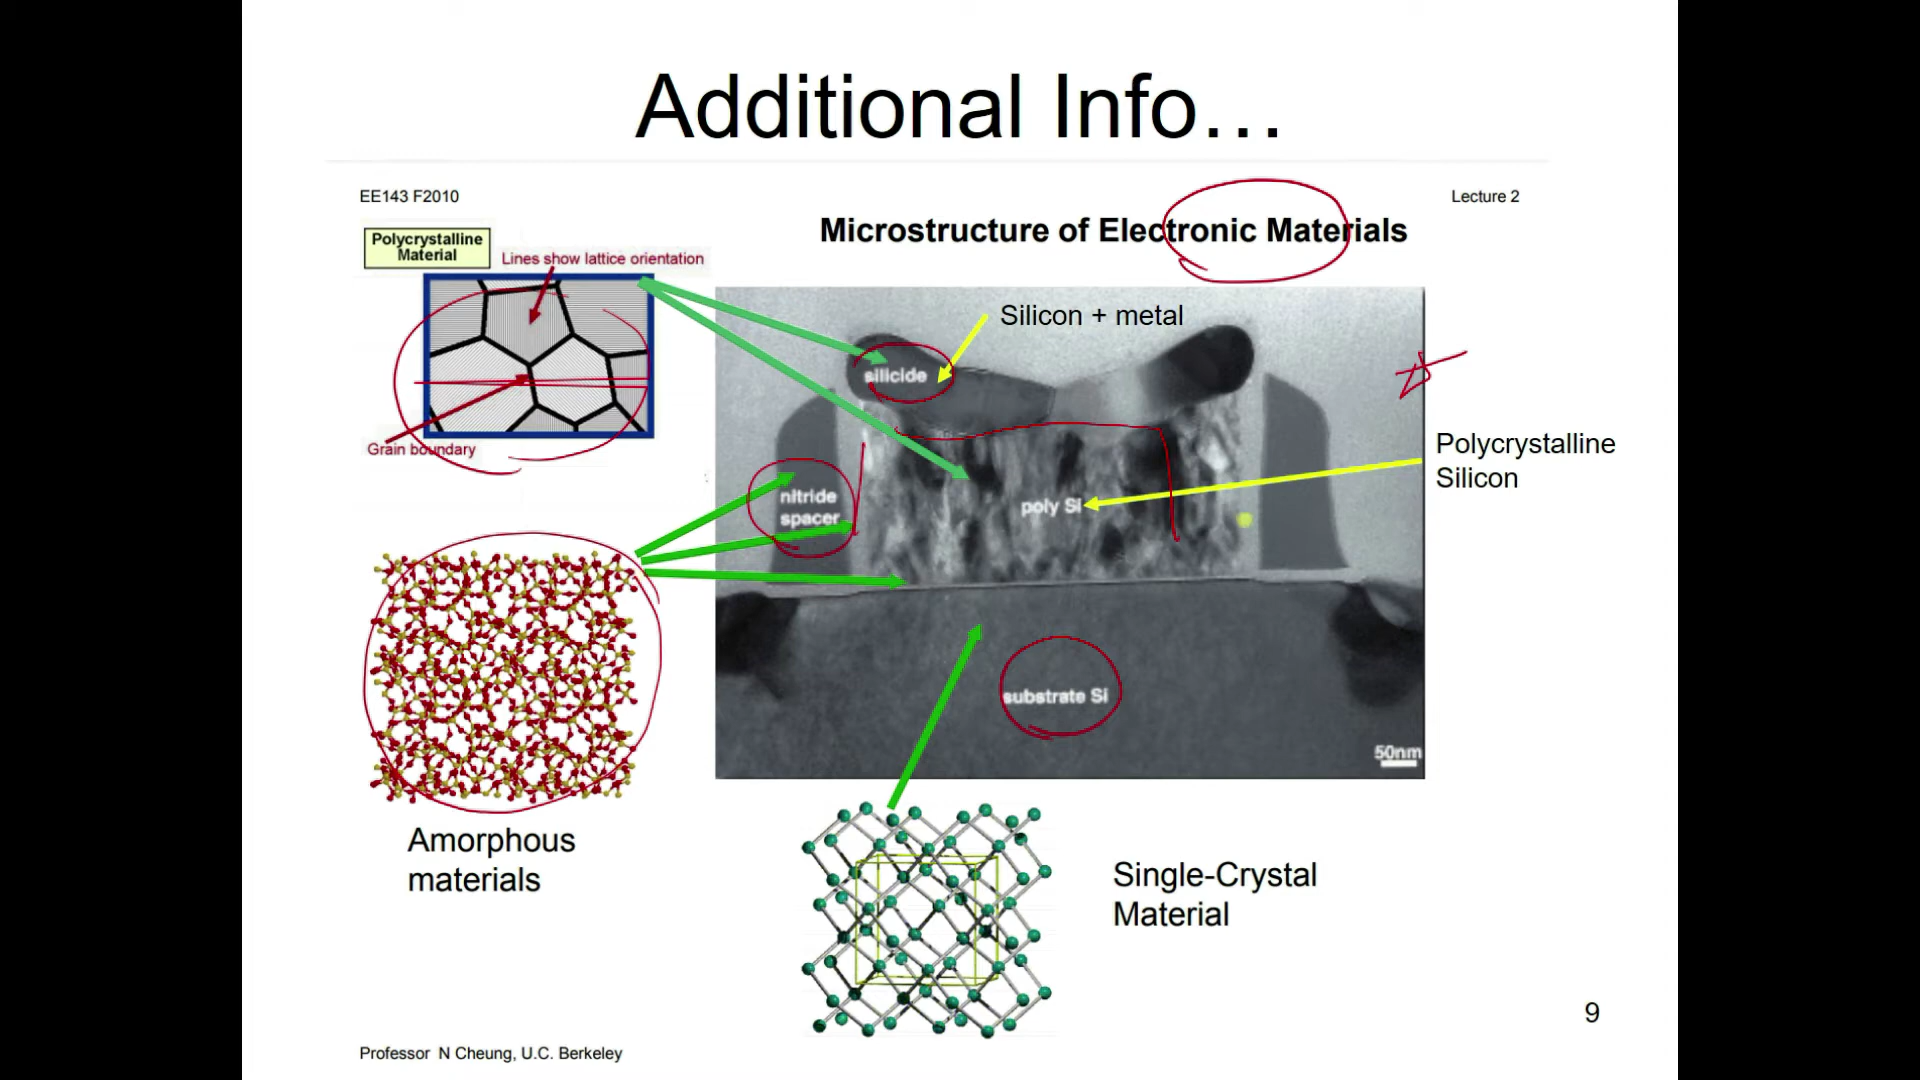 Additional Info…
EE143 F2010
Lecture 2
Microstructure of Electronic Materials
Polycrystalline
Material
Lines show lattice orientation
Grain boundary
Silicon + metal
silicide
Polycrystalline
Silicon
nitride
spacer
poly Si
substrate Si
50nm
Amorphous
materials
Single-Crystal
Material
9
Professor N Cheung, U.C. Berkeley